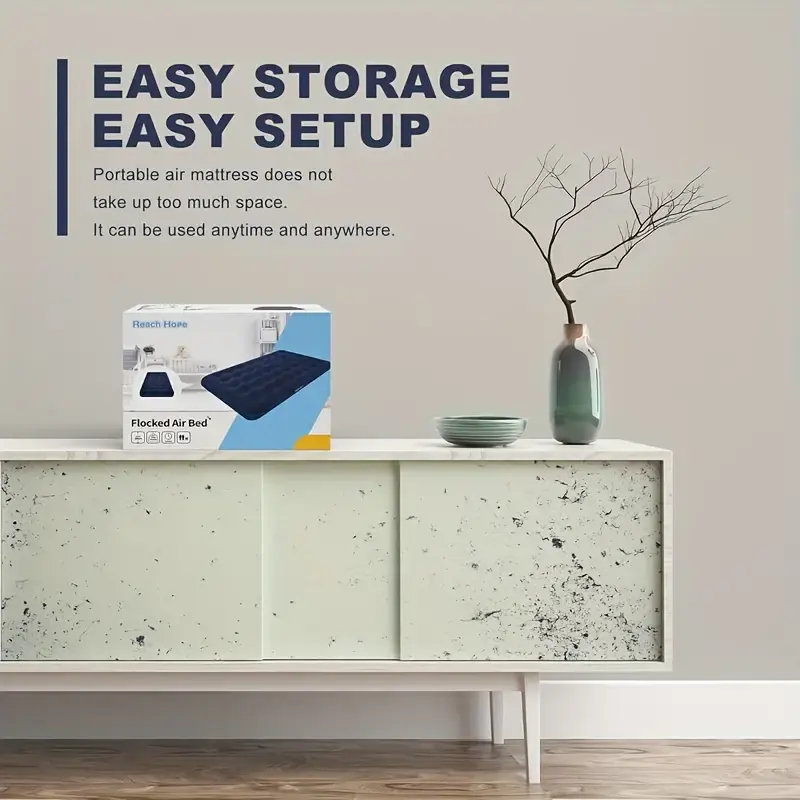 EASY STORAGE
EASY SETUP
Portable air mattress does not
take up too much space.
It can be used anytime and anywhere.
Reach Hope
Flocked Air Bed